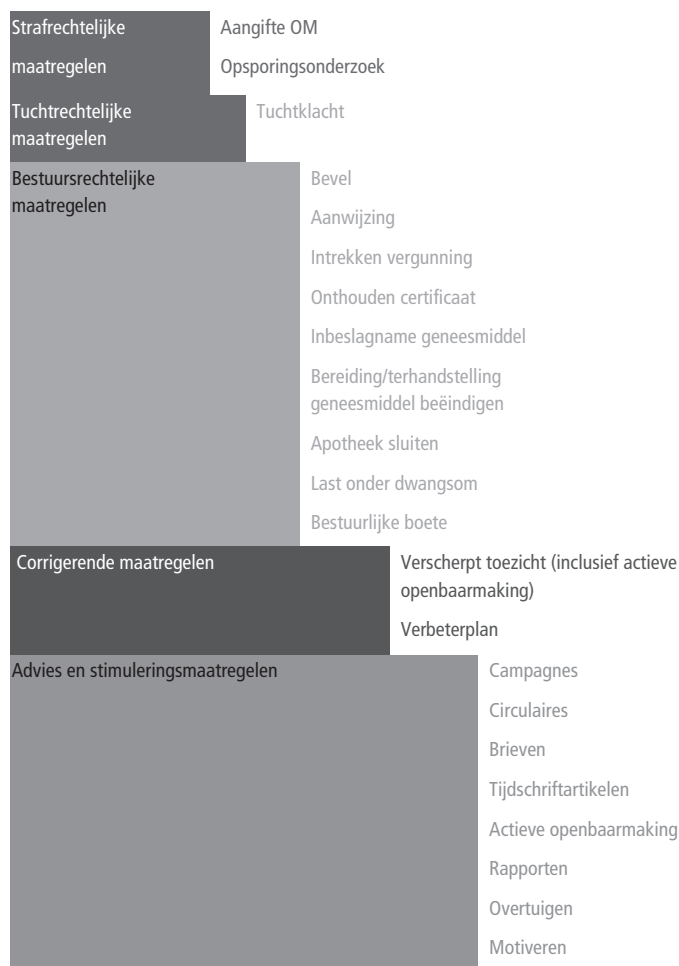 Strafrechtelijke
maatregelen
Aangifte OM
Opsporingsonderzoek
Tuchtrechtelijke
maatregelen
Tuchtklacht
Bestuursrechtelijke
maatregelen
Bevel
Aanwijzing
Intrekken vergunning
Onthouden certificaat
Inbeslagname geneesmiddel
Bereiding/terhandstelling
geneesmiddel beëindigen
Apotheek sluiten
Last onder dwangsom
Bestuurlijke boete
Corrigerende maatregelen
Verscherpt toezicht (inclusief actieve
openbaarmaking)
Verbeterplan
Advies en stimuleringsmaatregelen
Campagnes
Circulaires
Brieven
Tijdschriftartikelen
Actieve openbaarmaking
Rapporten
Overtuigen
Motiveren